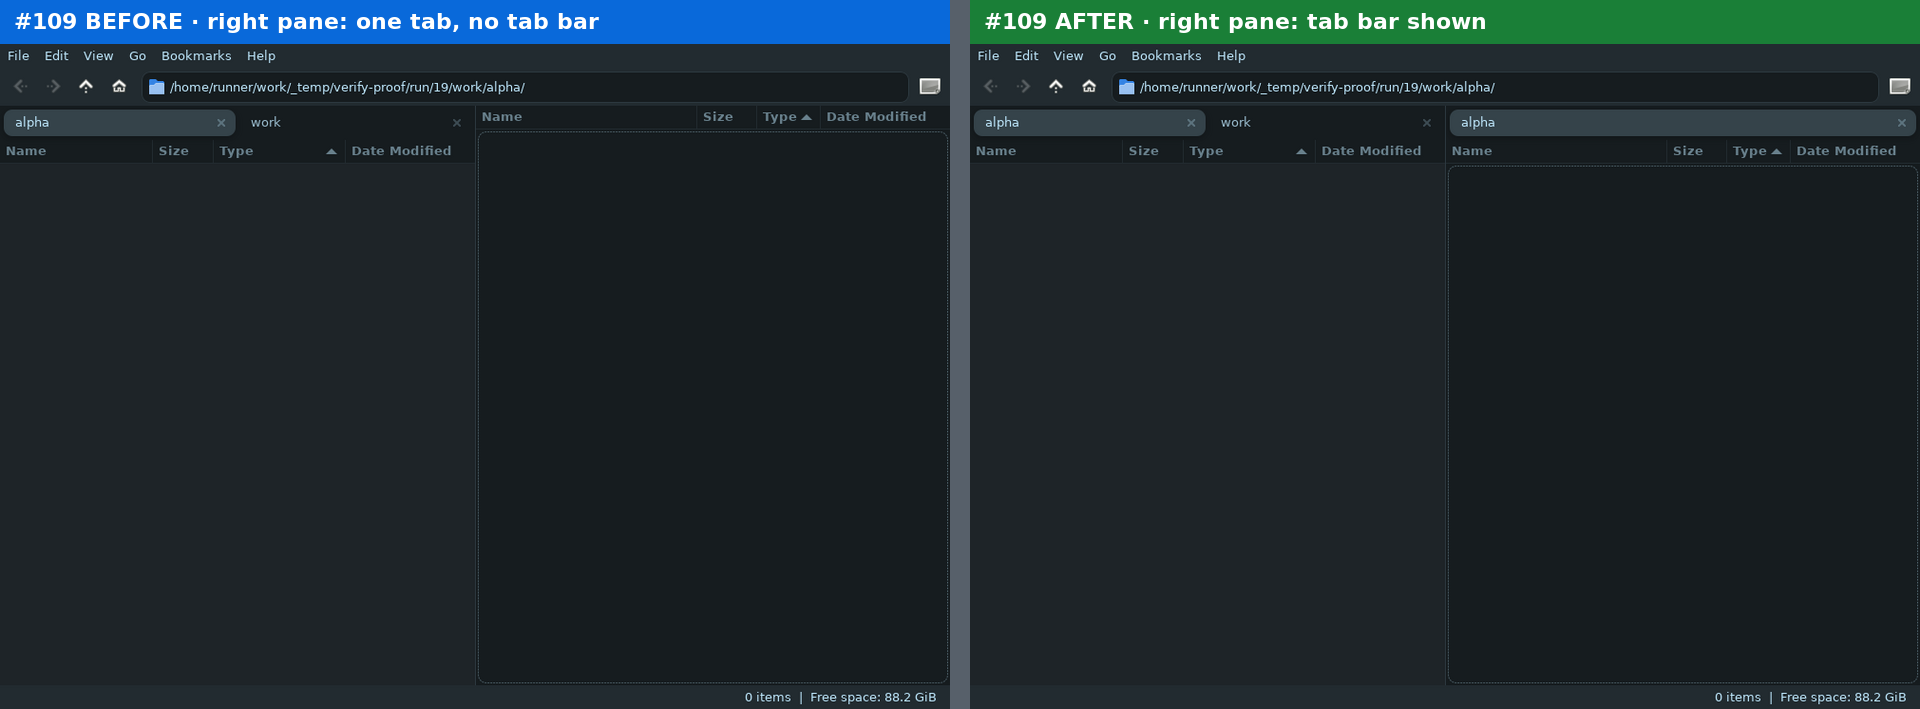 #109 BEFORE · right pane: one tab, no tab bar
File Edit View Go Bookmarks Help
/home/runner/work/_temp/verify-proof/run/19/work/alpha/
alpha work
Name Size Type Date Modified
Name Size Type Date Modified
0 items | Free space: 88.2 GiB
#109 AFTER · right pane: tab bar shown
File Edit View Go Bookmarks Help
/home/runner/work/_temp/verify-proof/run/19/work/alpha/
alpha work
Name Size Type Date Modified
alpha
Name Size Type Date Modified
0 items | Free space: 88.2 GiB